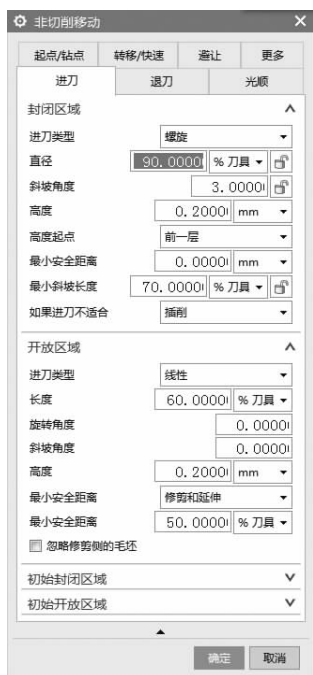 非切削移动
起点/钻点 转移/快速 避让 更多
进刀 退刀 光顺
封闭区域
进刀类型 螺旋
直径 90.0000 % 刀具
斜坡角度 3.0000
高度 0.2000 mm
高度起点 前一层
最小安全距离 0.0000 mm
最小斜坡长度 70.0000 % 刀具
如果进刀不适合 插削
开放区域
进刀类型 线性
长度 60.0000 % 刀具
旋转角度 0.0000
斜坡角度 0.0000
高度 0.2000 mm
最小安全距离 修剪和延伸
最小安全距离 50.0000 % 刀具
忽略修剪侧的毛坯
初始封闭区域
初始开放区域
确定 取消